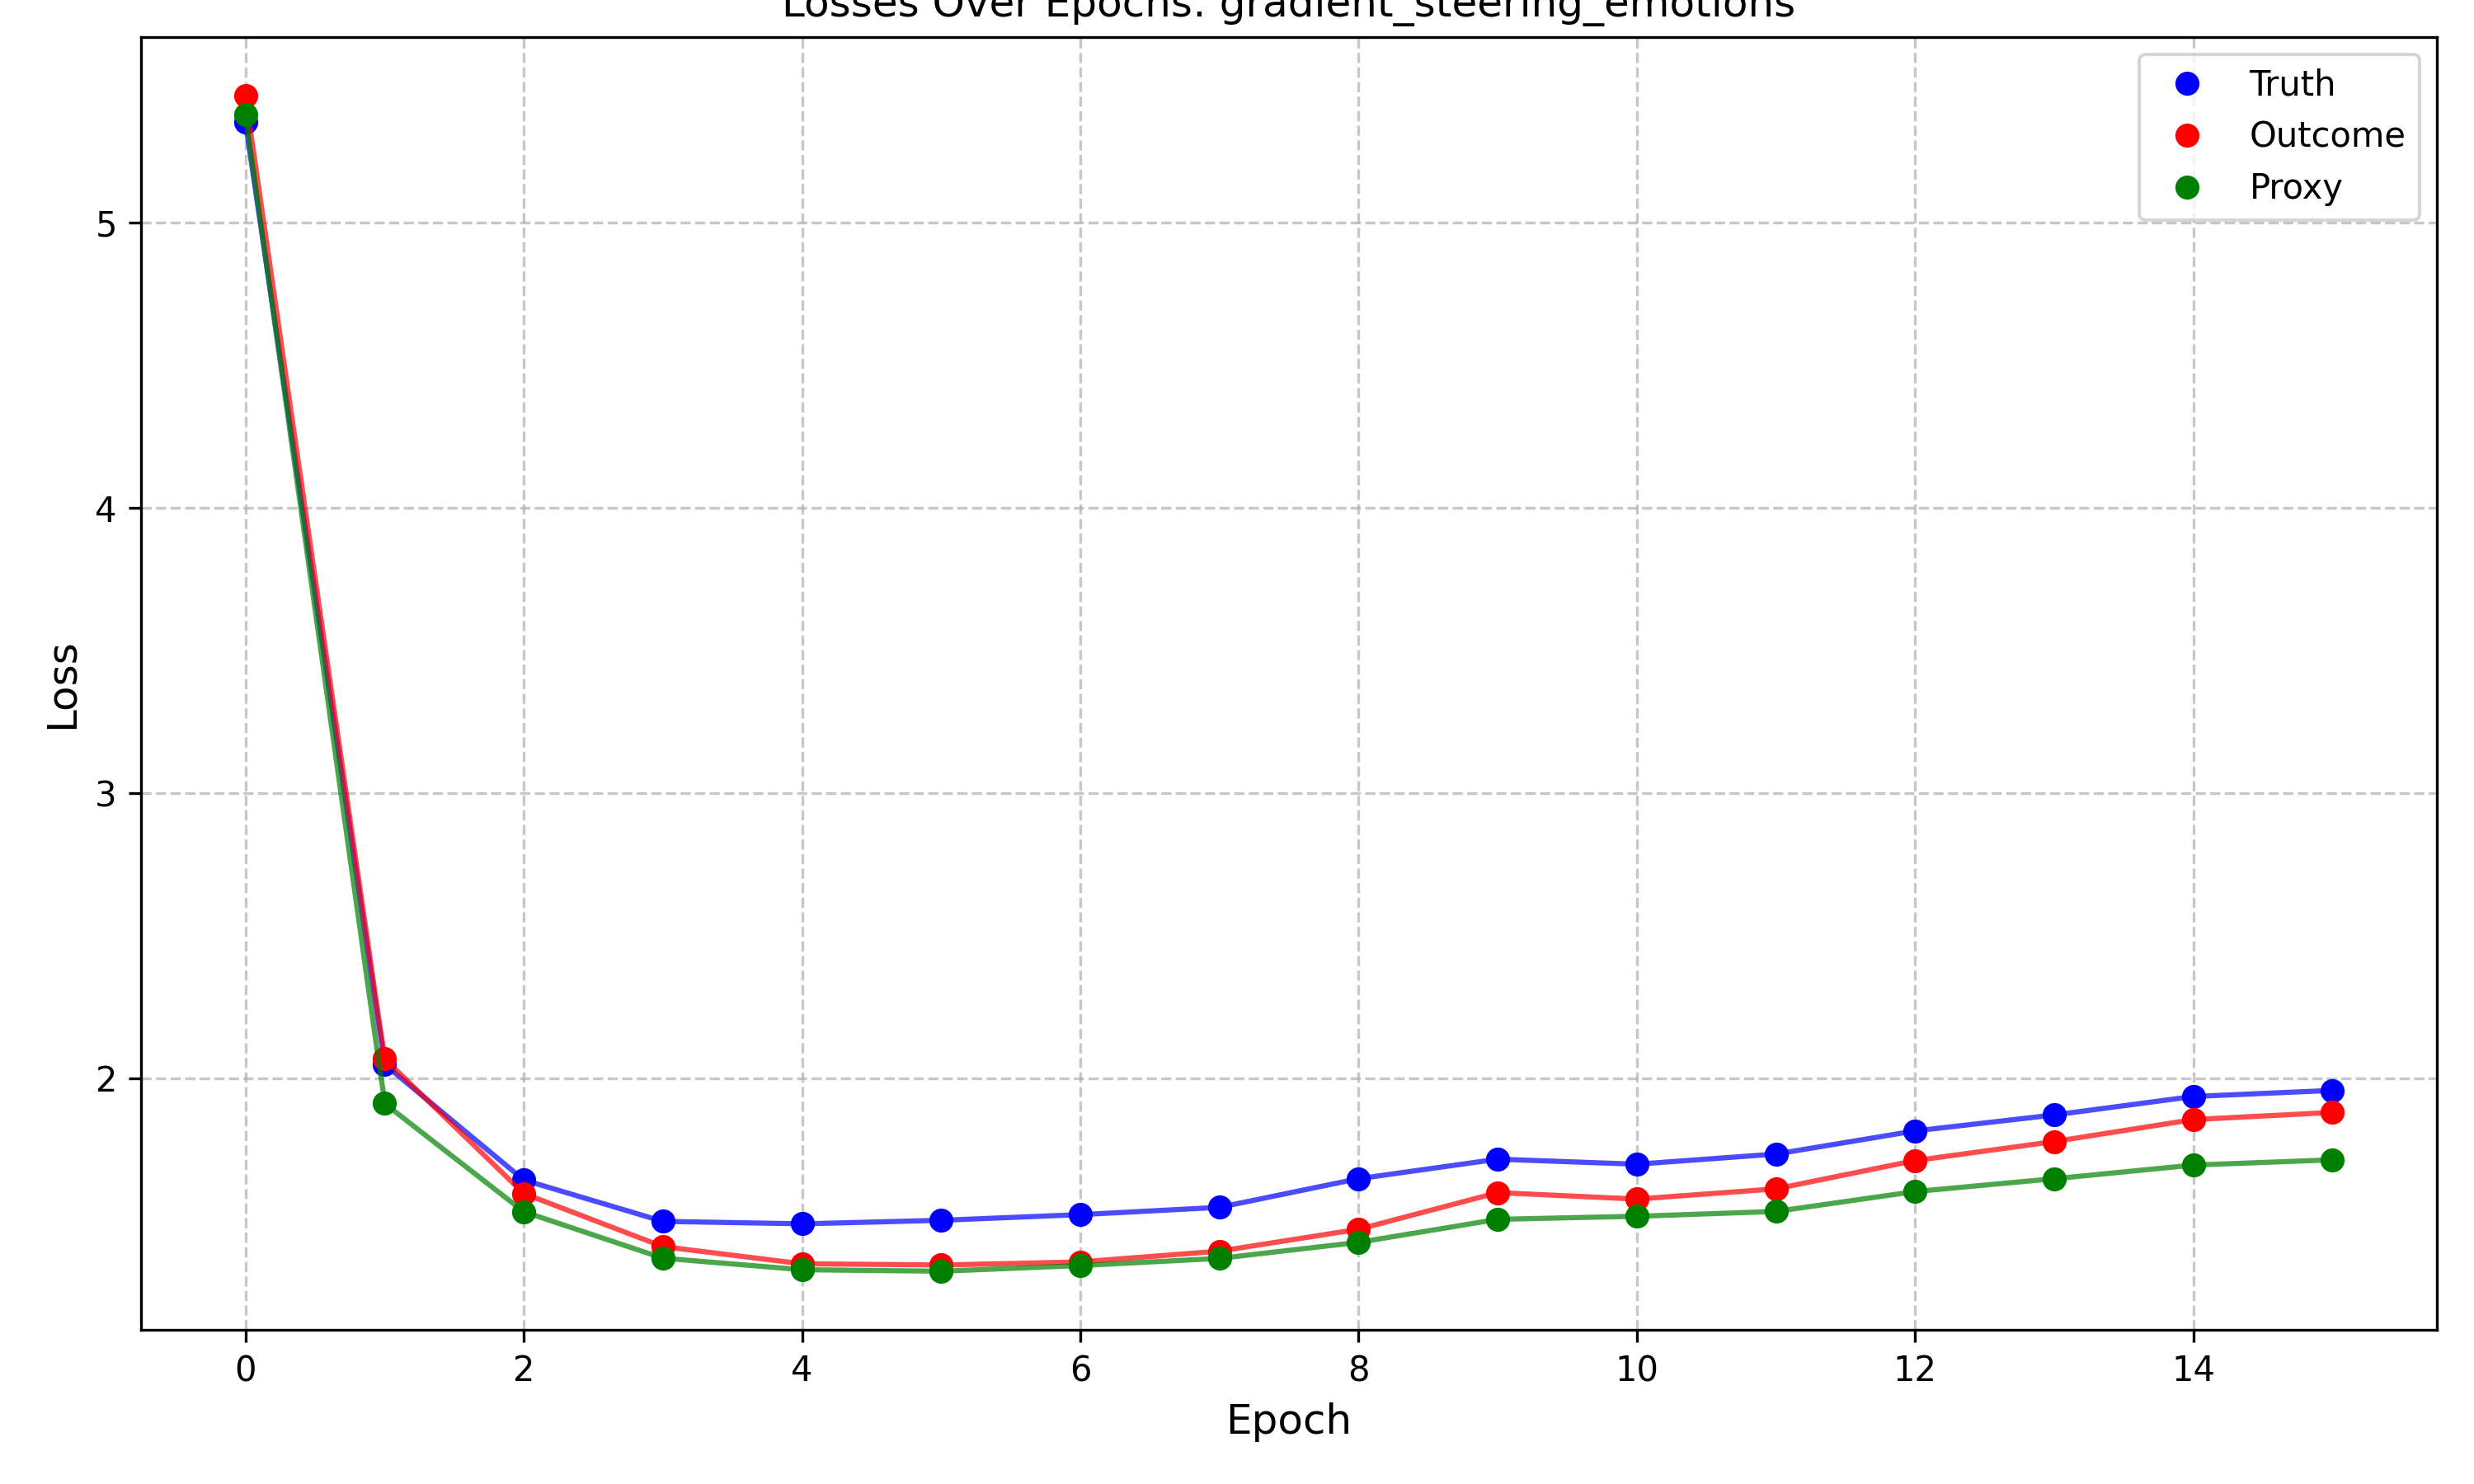 Losses Over Epochs: gradient_steering_emotions
Truth
Outcome
Proxy
5
4
3
2
Loss
0 2 4 6 8 10 12 14
Epoch